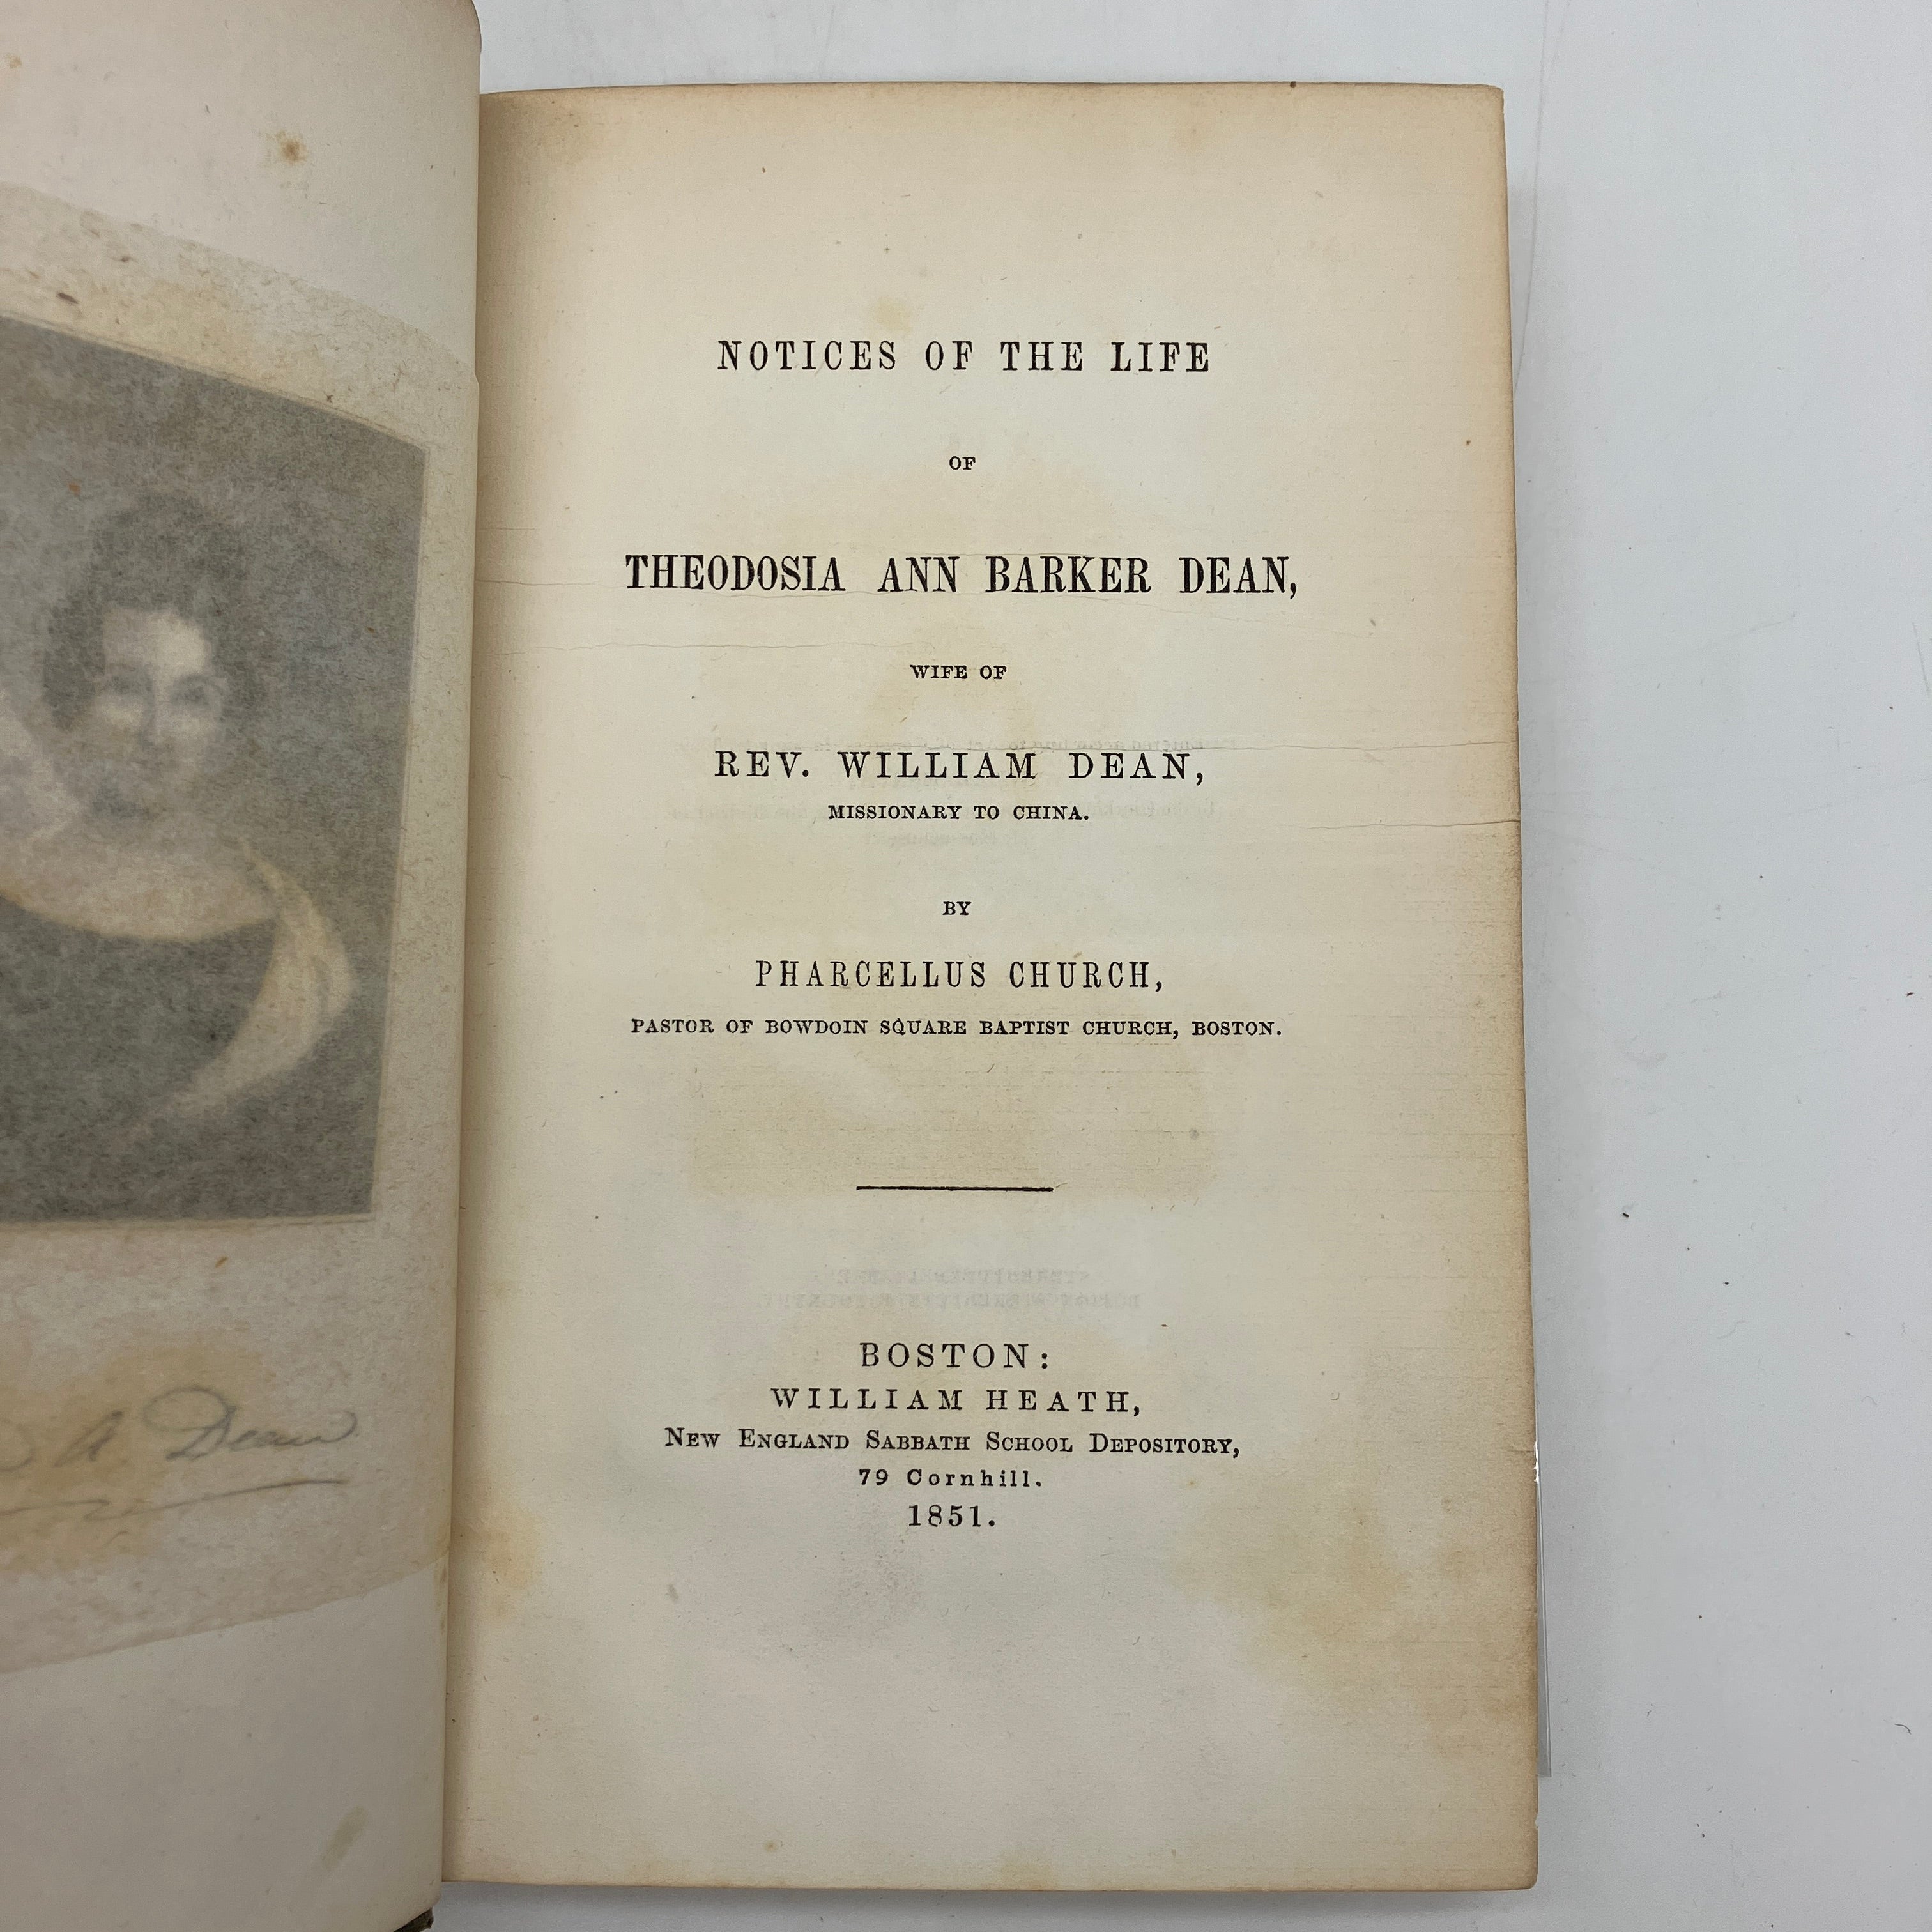 A. Dean
NOTICES OF THE LIFE
OF
THEODOSIA ANN BARKER DEAN,
WIFE OF
REV. WILLIAM DEAN,
MISSIONARY TO CHINA.
BY
PHARCELLUS CHURCH,
PASTOR OF BOWDOIN SQUARE BAPTIST CHURCH, BOSTON.
BOSTON:
WILLIAM HEATH,
NEW ENGLAND SABBATH SCHOOL DEPOSITORY,
79 Cornhill.
1851.